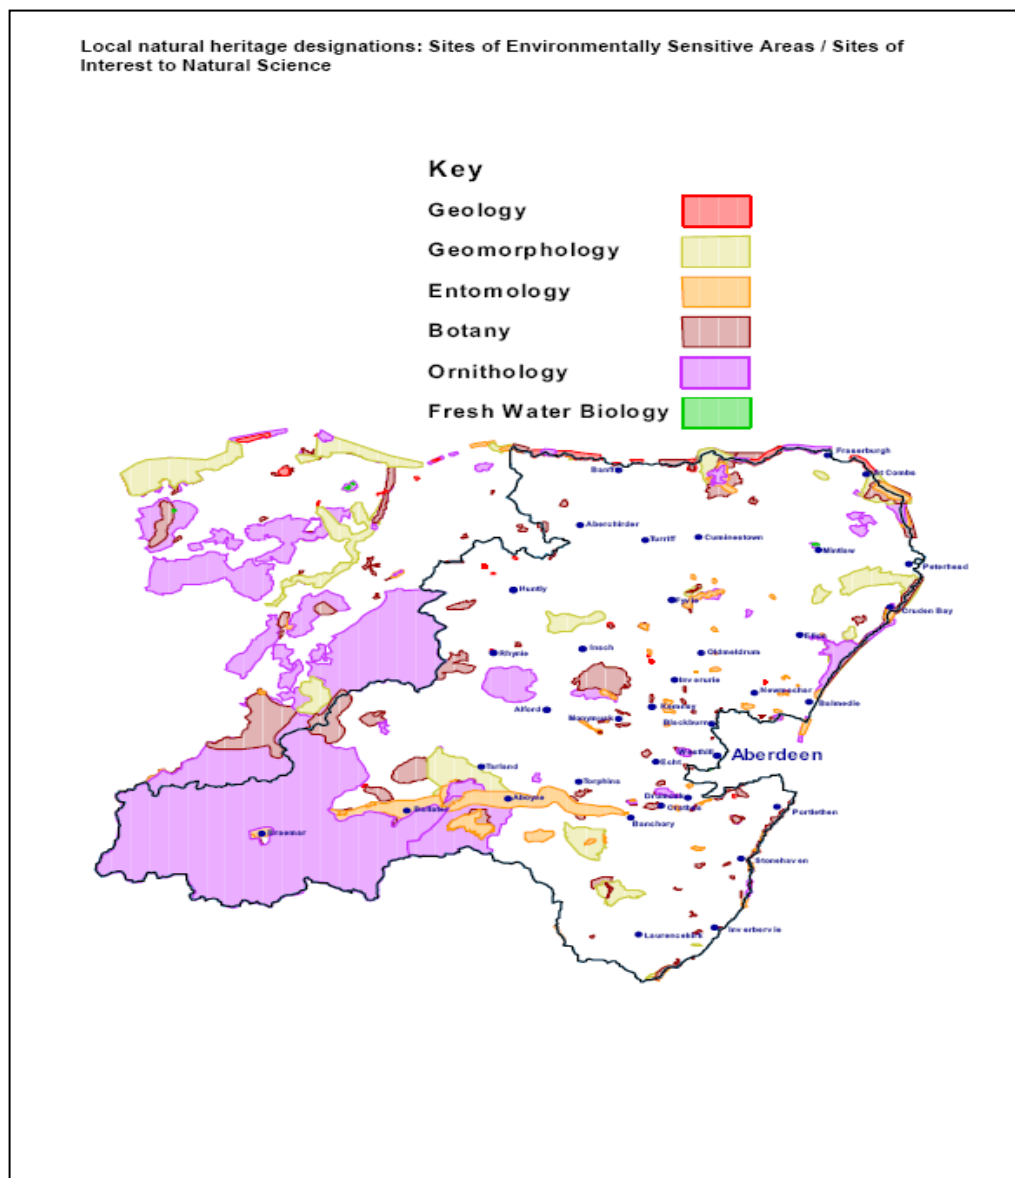 Local natural heritage designations: Sites of Environmentally Sensitive Areas / Sites of
Interest to Natural Science
Key
Geology
Geomorphology
Entomology
Botany
Ornithology
Fresh Water Biology
Fraserburgh
Banff
St Combs
Aberchirder
Turriff
Cuminestown
Mintlaw
Peterhead
Huntly
Fyvie
Cruden Bay
Ellon
Rhynie
Insch
Oldmeldrum
Inverurie
Newmachar
Balmedie
Alford
Kemnay
Monymusk
Blackburn
Westhill
Aberdeen
Echt
Tarland
Torphins
Aboyne
Ballater
Drumoak
Crathes
Portlethen
Banchory
Braemar
Stonehaven
Laurencekirk
Inverbervie